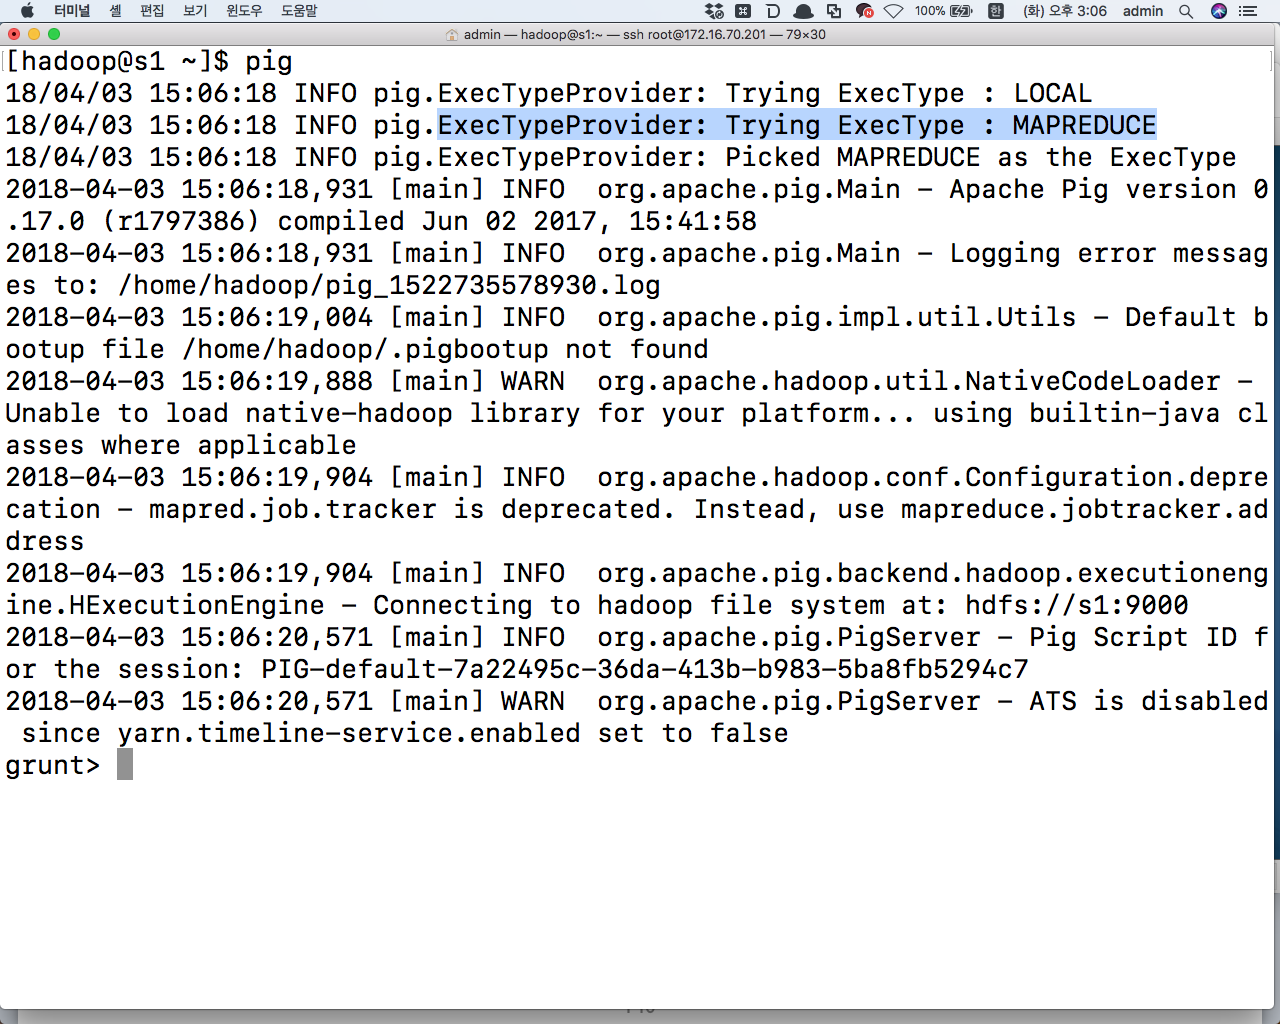 터미널 셸 편집 보기 윈도우 도움말 100% 한 (화) 오후 3:06 admin
admin — hadoop@s1:~ — ssh root@172.16.70.201 — 79×30
[hadoop@s1 ~]$ pig
18/04/03 15:06:18 INFO pig.ExecTypeProvider: Trying ExecType : LOCAL
18/04/03 15:06:18 INFO pig.ExecTypeProvider: Trying ExecType : MAPREDUCE
18/04/03 15:06:18 INFO pig.ExecTypeProvider: Picked MAPREDUCE as the ExecType
2018-04-03 15:06:18,931 [main] INFO  org.apache.pig.Main - Apache Pig version 0
.17.0 (r1797386) compiled Jun 02 2017, 15:41:58
2018-04-03 15:06:18,931 [main] INFO  org.apache.pig.Main - Logging error messag
es to: /home/hadoop/pig_1522735578930.log
2018-04-03 15:06:19,004 [main] INFO  org.apache.pig.impl.util.Utils - Default b
ootup file /home/hadoop/.pigbootup not found
2018-04-03 15:06:19,888 [main] WARN  org.apache.hadoop.util.NativeCodeLoader -
Unable to load native-hadoop library for your platform... using builtin-java cl
asses where applicable
2018-04-03 15:06:19,904 [main] INFO  org.apache.hadoop.conf.Configuration.depre
cation - mapred.job.tracker is deprecated. Instead, use mapreduce.jobtracker.ad
dress
2018-04-03 15:06:19,904 [main] INFO  org.apache.pig.backend.hadoop.executioneng
ine.HExecutionEngine - Connecting to hadoop file system at: hdfs://s1:9000
2018-04-03 15:06:20,571 [main] INFO  org.apache.pig.PigServer - Pig Script ID f
or the session: PIG-default-7a22495c-36da-413b-b983-5ba8fb5294c7
2018-04-03 15:06:20,571 [main] WARN  org.apache.pig.PigServer - ATS is disabled
 since yarn.timeline-service.enabled set to false
grunt>